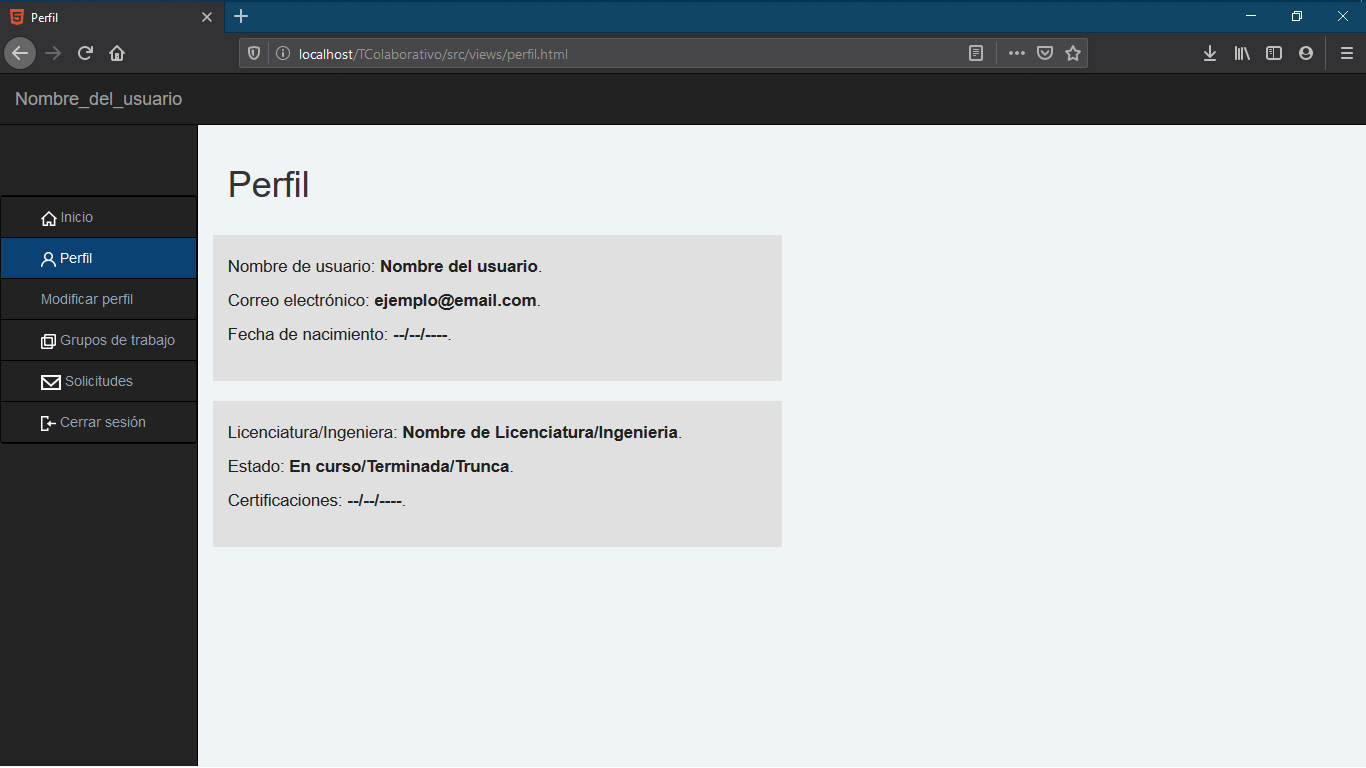 Perfil
localhost/TColaborativo/src/views/perfil.html
Nombre_del_usuario
Inicio
Perfil
Modificar perfil
Grupos de trabajo
Solicitudes
Cerrar sesión
Perfil
Nombre de usuario: Nombre del usuario.
Correo electrónico: ejemplo@email.com.
Fecha de nacimiento: --/--/----.
Licenciatura/Ingeniera: Nombre de Licenciatura/Ingenieria.
Estado: En curso/Terminada/Trunca.
Certificaciones: --/--/----.